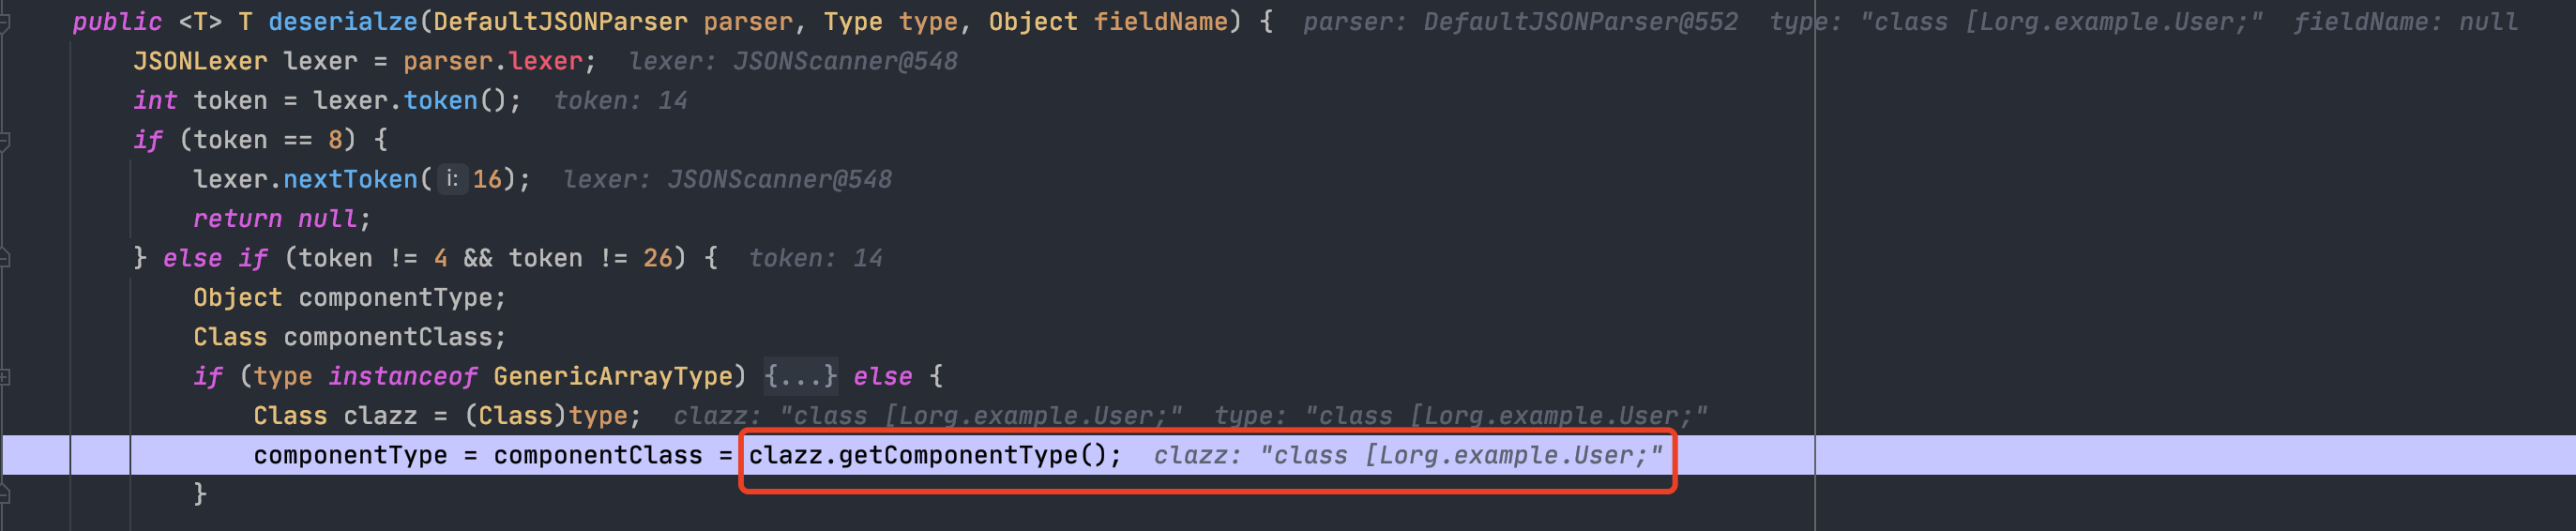 public <T> T deserialze(DefaultJSONParser parser, Type type, Object fieldName) {  parser: DefaultJSONParser@552  type: "class [Lorg.example.User;"  fieldName: null
    JSONLexer lexer = parser.lexer;  lexer: JSONScanner@548
    int token = lexer.token();  token: 14
    if (token == 8) {
        lexer.nextToken( i: 16);  lexer: JSONScanner@548
        return null;
    } else if (token != 4 && token != 26) {  token: 14
        Object componentType;
        Class componentClass;
        if (type instanceof GenericArrayType) {...} else {
            Class clazz = (Class)type;  clazz: "class [Lorg.example.User;"  type: "class [Lorg.example.User;"
            componentType = componentClass = clazz.getComponentType();  clazz: "class [Lorg.example.User;"
        }